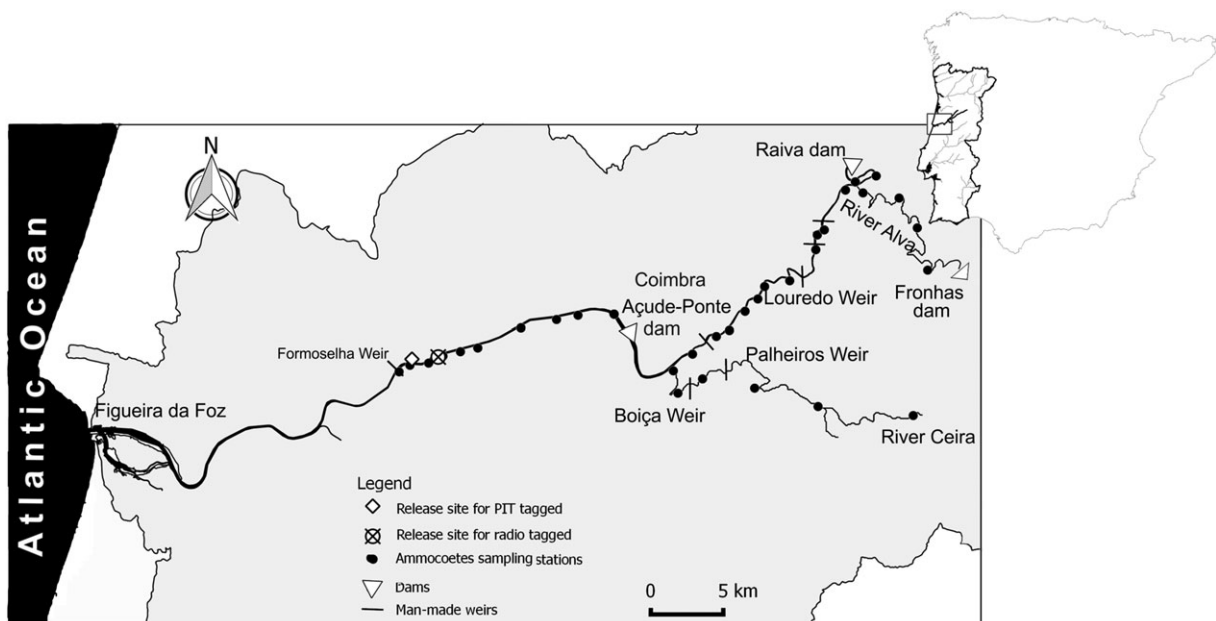 N
Raiva dam
River Alva
Fronhas
dam
Louredo Weir
Coimbra
Açude-Ponte
dam
Formoselha Weir
Palheiros Weir
Boiça Weir
River Ceira
Figueira da Foz
Atlantic Ocean
Legend
Release site for PIT tagged
Release site for radio tagged
Ammocoetes sampling stations
Dams
Man-made weirs
0 5 km